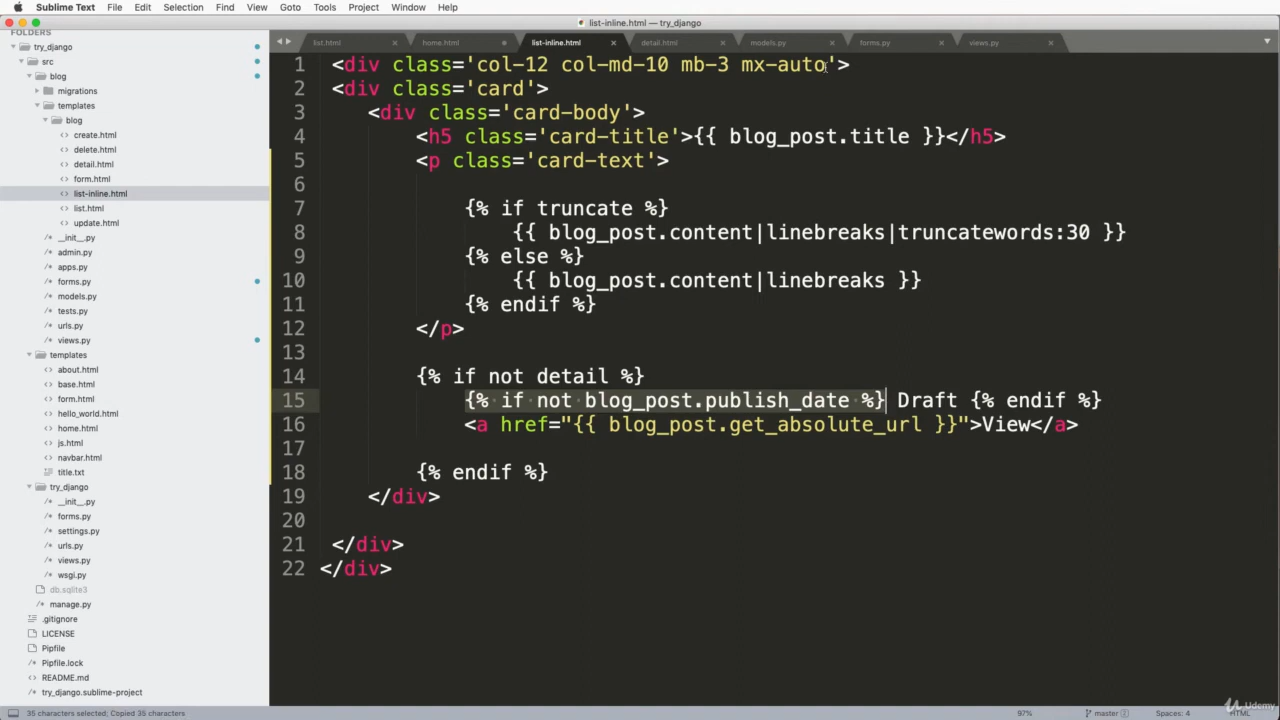 Sublime Text File Edit Selection Find View Goto Tools Project Window Help
list-inline.html — try_django
FOLDERS
try_django
src
blog
migrations
templates
blog
create.html
delete.html
detail.html
form.html
list-inline.html
list.html
update.html
__init__.py
admin.py
apps.py
forms.py
models.py
tests.py
urls.py
views.py
templates
about.html
base.html
form.html
hello_world.html
home.html
js.html
navbar.html
title.txt
try_django
__init__.py
forms.py
settings.py
urls.py
views.py
wsgi.py
db.sqlite3
manage.py
.gitignore
LICENSE
Pipfile
Pipfile.lock
README.md
try_django.sublime-project
list.html home.html list-inline.html detail.html models.py forms.py views.py
1 <div class='col-12 col-md-10 mb-3 mx-auto'>
2 <div class='card'>
3 <div class='card-body'>
4 <h5 class='card-title'>{{ blog_post.title }}</h5>
5 <p class='card-text'>
6
7 {% if truncate %}
8 {{ blog_post.content|linebreaks|truncatewords:30 }}
9 {% else %}
10 {{ blog_post.content|linebreaks }}
11 {% endif %}
12 </p>
13
14 {% if not detail %}
15 {% if not blog_post.publish_date %} Draft {% endif %}
16 <a href="{{ blog_post.get_absolute_url }}">View</a>
17
18 {% endif %}
19 </div>
20
21 </div>
22 </div>
35 characters selected; Copied 35 characters 97% master 2 Spaces: 4 HTML
Udemy